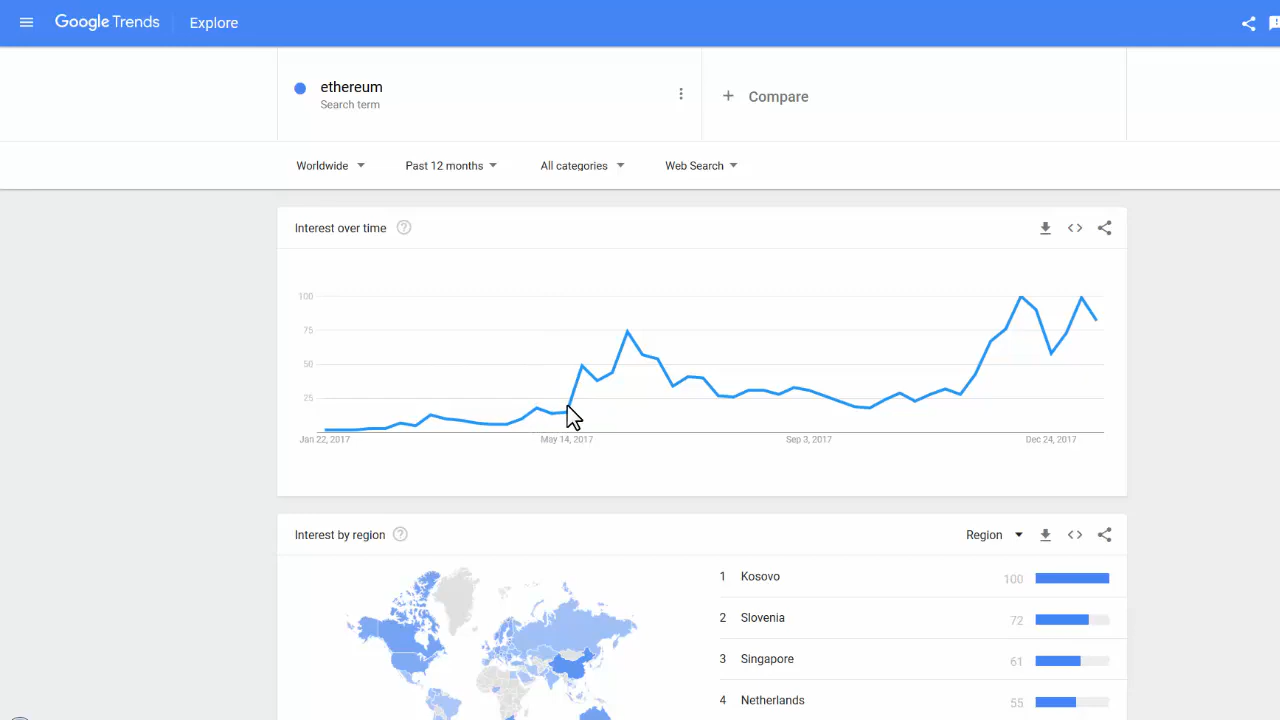 Google Trends Explore
ethereum
Search term
+ Compare
Worldwide Past 12 months All categories Web Search
Interest over time ?
100
75
50
25
Jan 22, 2017 May 14, 2017 Sep 3, 2017 Dec 24, 2017
Interest by region ? Region
1 Kosovo 100
2 Slovenia 72
3 Singapore 61
4 Netherlands 55